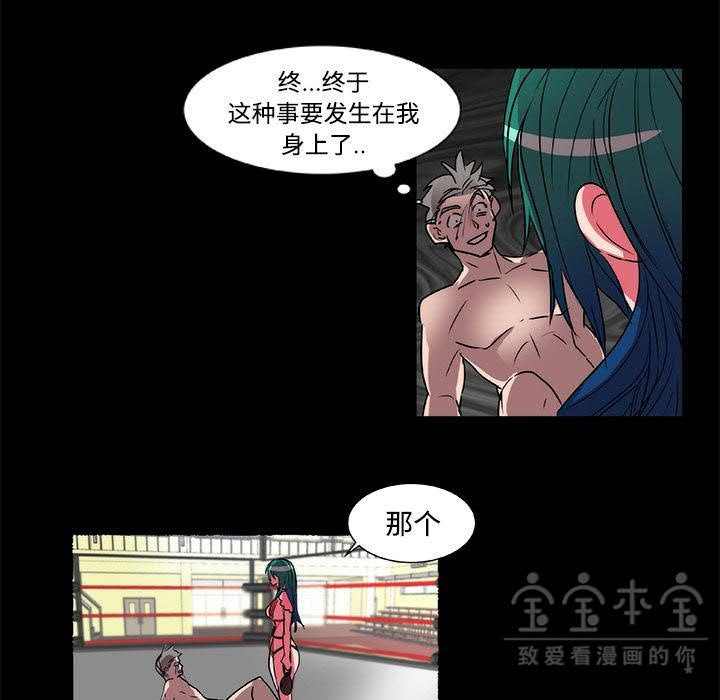 终...终于
这种事要发生在我
身上了..
那个
宝宝本宝
致爱看漫画的你